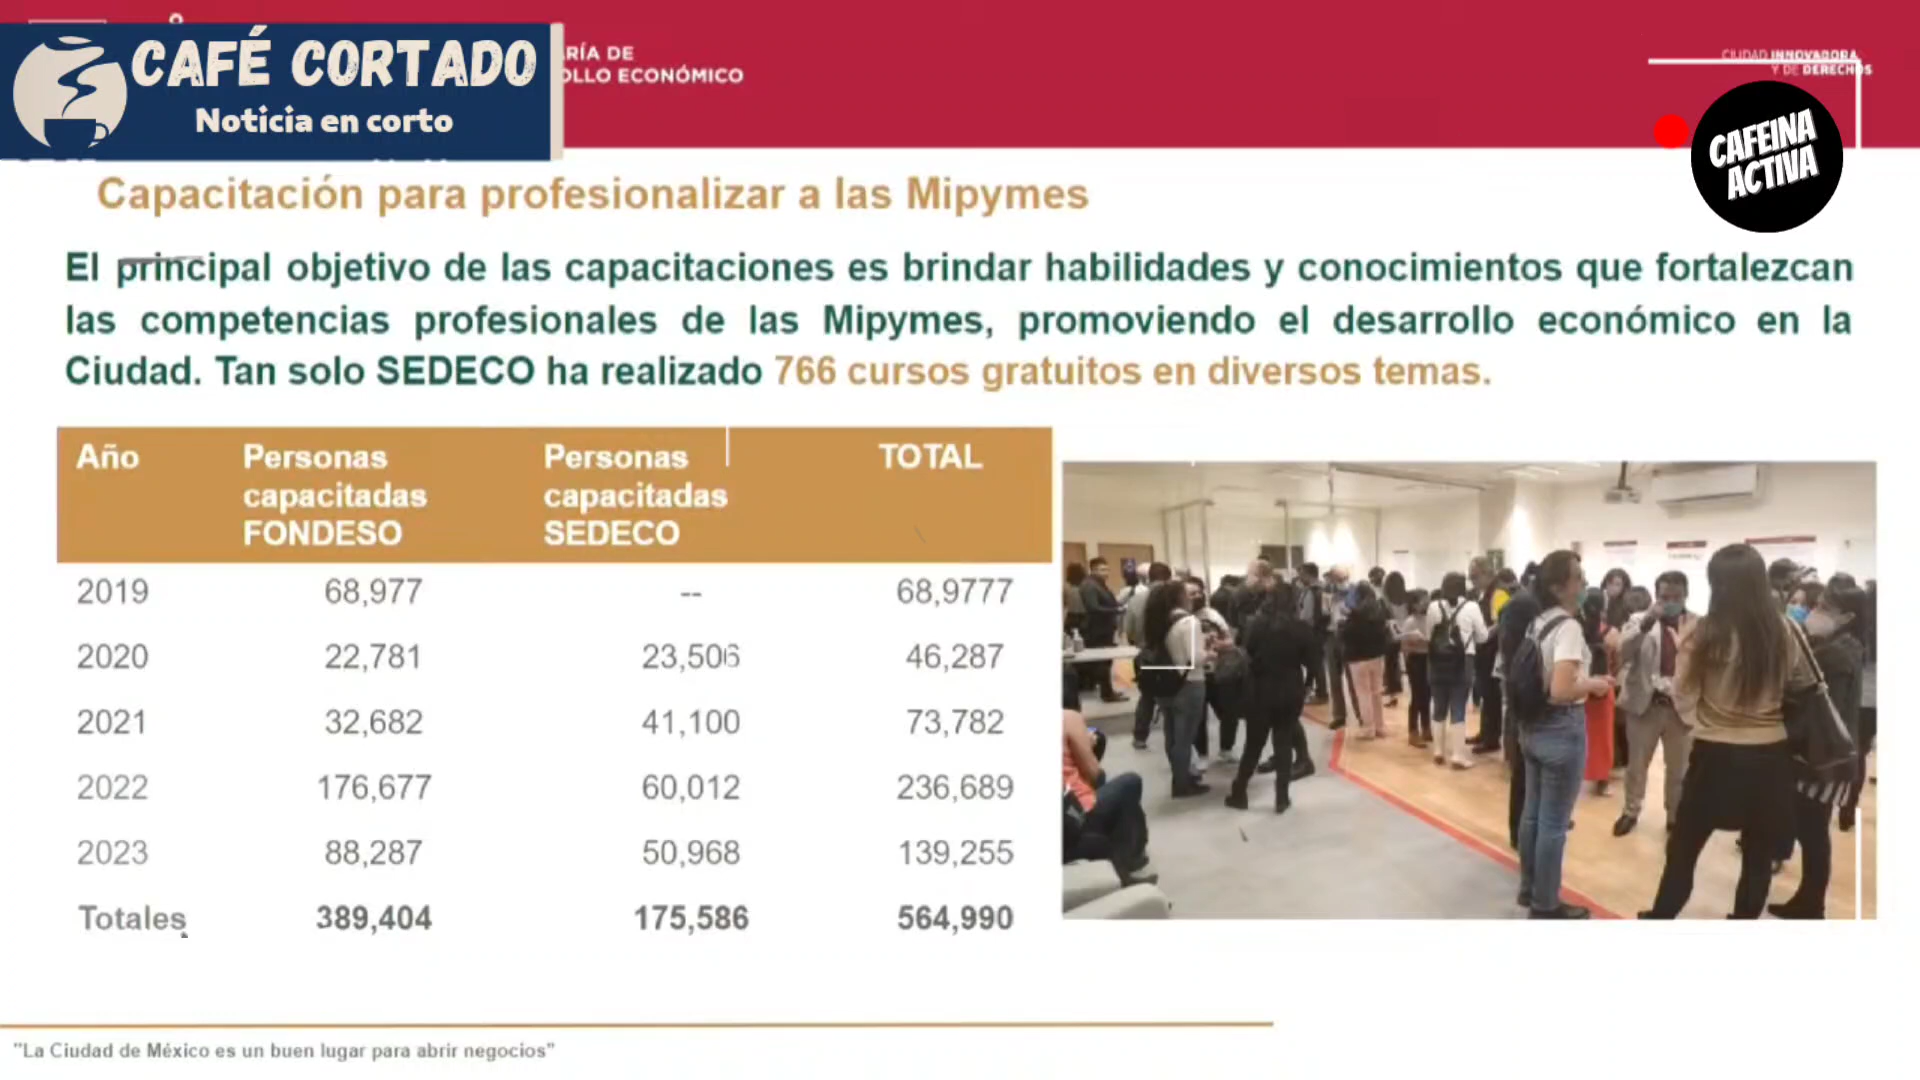 CAFÉ CORTADO
Noticia en corto
RÍA DE
OLLO ECONÓMICO
CIUDAD INNOVADORA
Y DE DERECHOS
CAFEINA
ACTIVA
Capacitación para profesionalizar a las Mipymes
El principal objetivo de las capacitaciones es brindar habilidades y conocimientos que fortalezcan
las competencias profesionales de las Mipymes, promoviendo el desarrollo económico en la
Ciudad. Tan solo SEDECO ha realizado 766 cursos gratuitos en diversos temas.
Año Personas capacitadas FONDESO Personas capacitadas SEDECO TOTAL
2019 68,977 -- 68,9777
2020 22,781 23,506 46,287
2021 32,682 41,100 73,782
2022 176,677 60,012 236,689
2023 88,287 50,968 139,255
Totales 389,404 175,586 564,990
"La Ciudad de México es un buen lugar para abrir negocios"